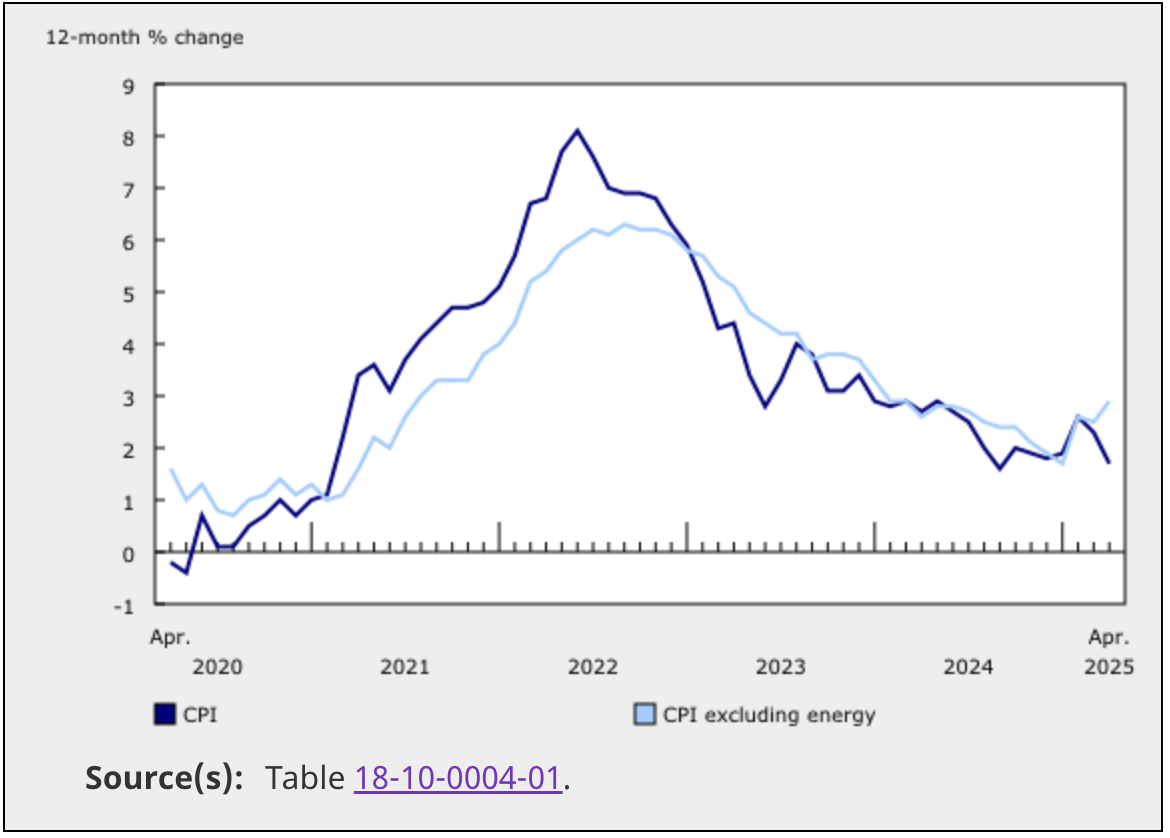 12-month % change
9
8
7
6
5
4
3
2
1
0
-1
Apr. Apr.
2020 2021 2022 2023 2024 2025
CPI CPI excluding energy
Source(s): Table 18-10-0004-01.